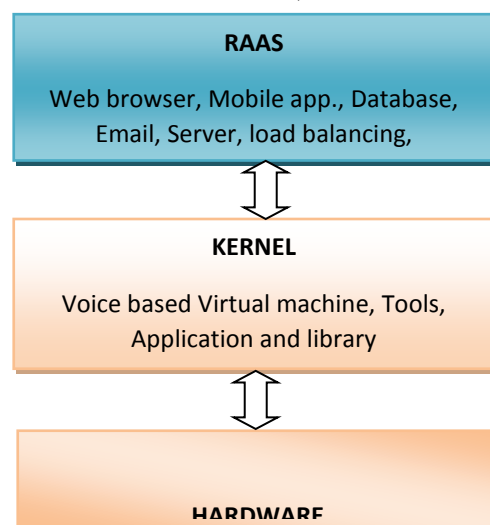 RAAS
Web browser, Mobile app., Database,
Email, Server, load balancing,
KERNEL
Voice based Virtual machine, Tools,
Application and library
HARDWARE